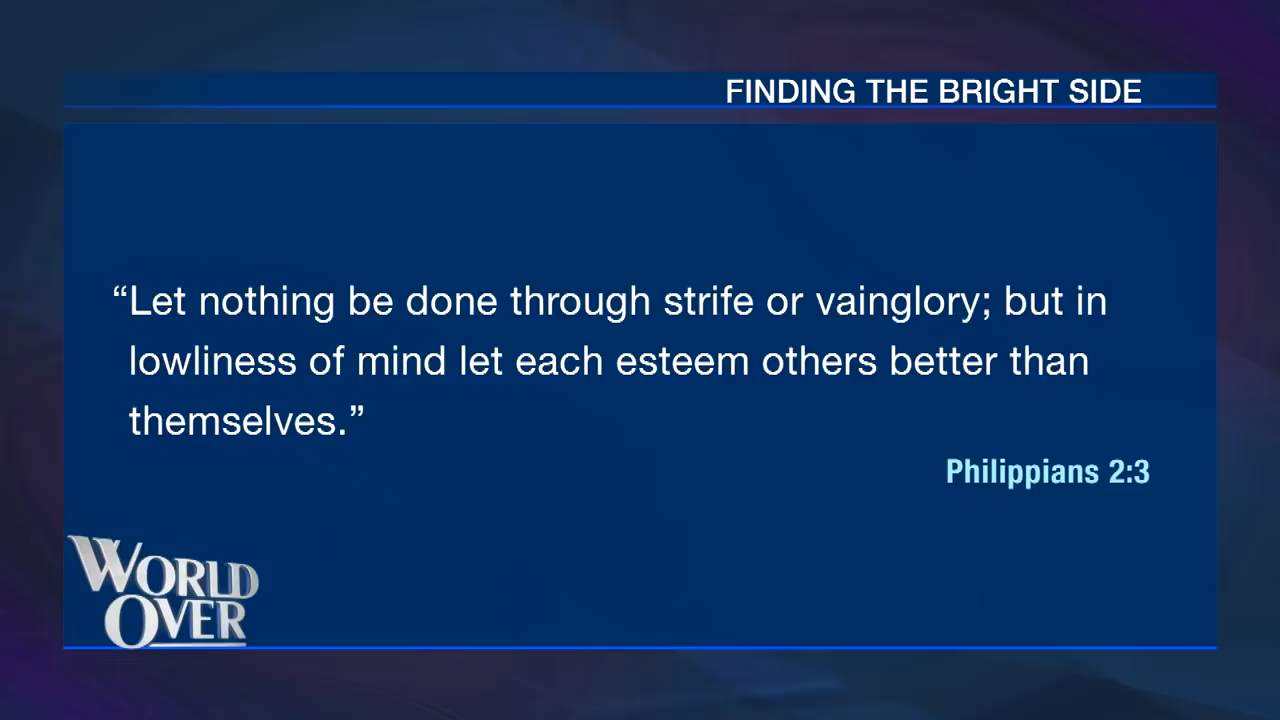 FINDING THE BRIGHT SIDE
“Let nothing be done through strife or vainglory; but in
lowliness of mind let each esteem others better than
themselves.”
Philippians 2:3
WORLD
OVER